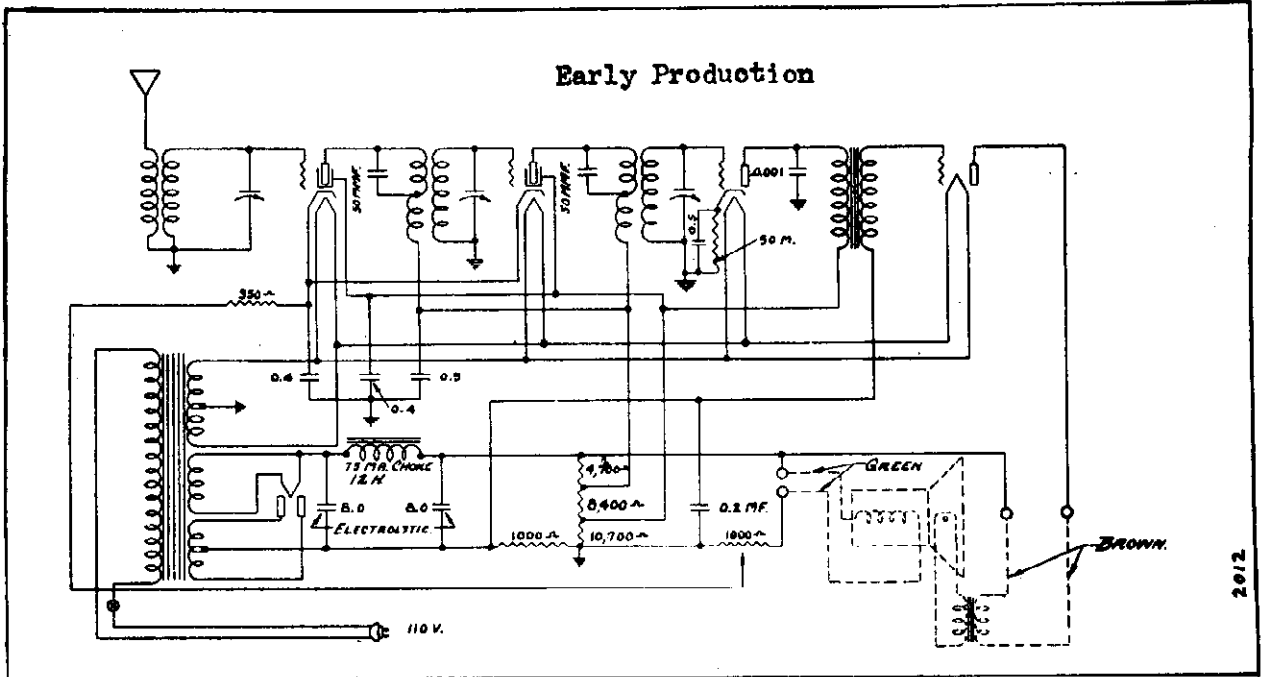 Early Production
50 MMF.
50 MMF.
0.001
0.5
50 M.
350~
0.4
0.4
0.5
75 MA. CHOKE
12 H
8.0
8.0
ELECTROLYTIC
4,700~
8,400~
10,700~
1000~
0.2 MF.
1800~
GREEN
BROWN.
110 V.
2012